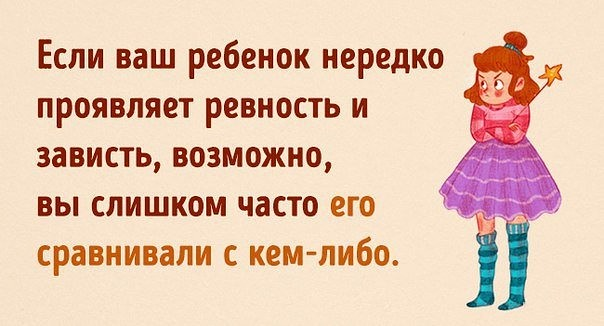 Если ваш ребенок нередко
проявляет ревность и
зависть, возможно,
вы слишком часто его
сравнивали с кем-либо.